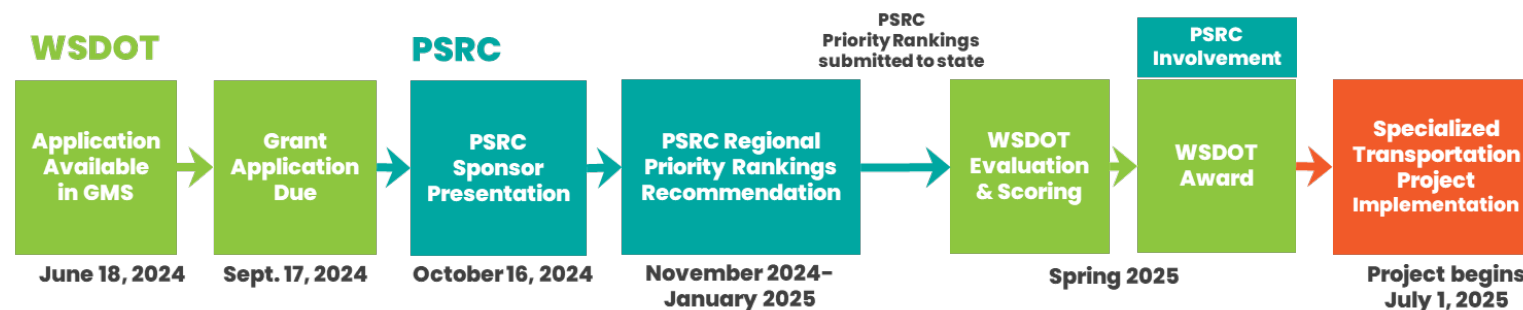 WSDOT
PSRC
PSRC
Priority Rankings
submitted to state
PSRC
Involvement
Application
Available
in GMS
Grant
Application
Due
PSRC
Sponsor
Presentation
PSRC Regional
Priority Rankings
Recommendation
WSDOT
Evaluation
& Scoring
WSDOT
Award
Specialized
Transportation
Project
Implementation
June 18, 2024
Sept. 17, 2024
October 16, 2024
November 2024-
January 2025
Spring 2025
Project begins
July 1, 2025